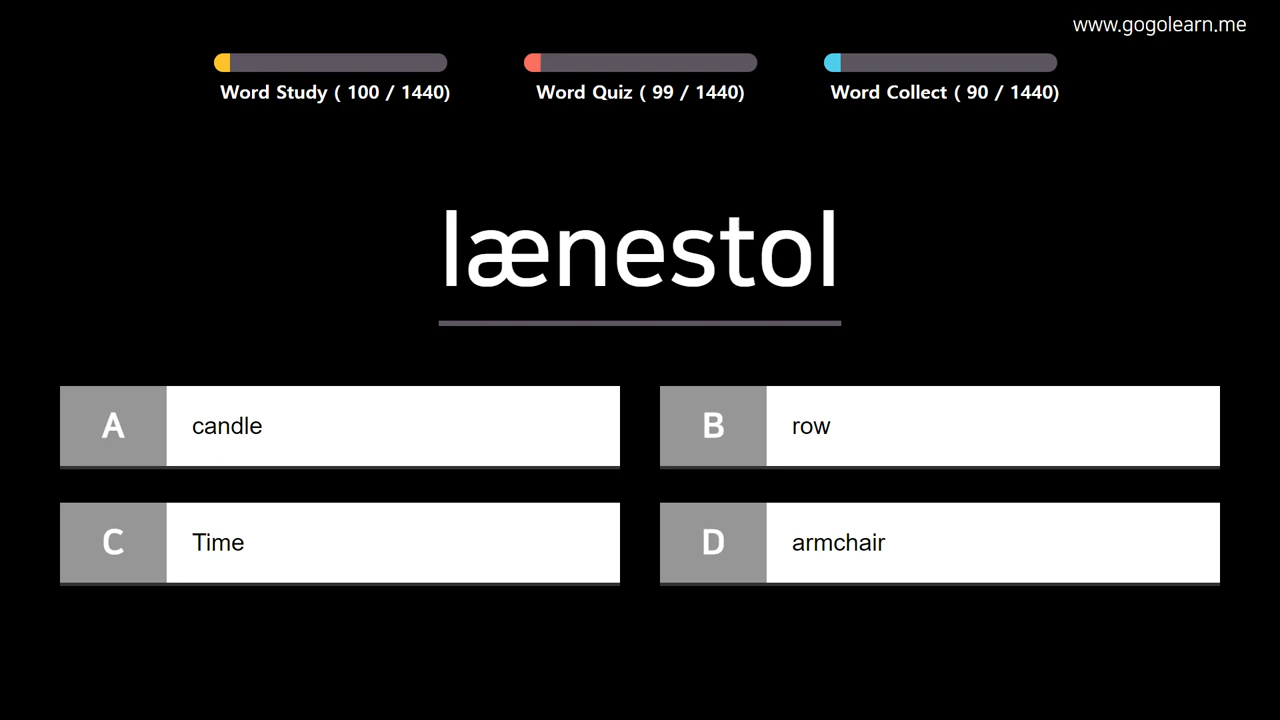 www.gogolearn.me
Word Study ( 100 / 1440)
Word Quiz ( 99 / 1440)
Word Collect ( 90 / 1440)
lænestol
A candle
B row
C Time
D armchair